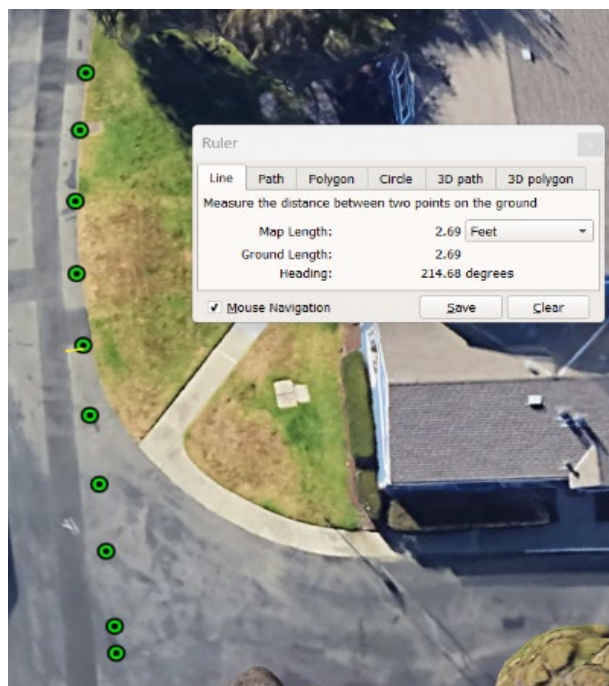 Ruler
Line Path Polygon Circle 3D path 3D polygon
Measure the distance between two points on the ground
Map Length: 2.69 Feet
Ground Length: 2.69
Heading: 214.68 degrees
Mouse Navigation Save Clear